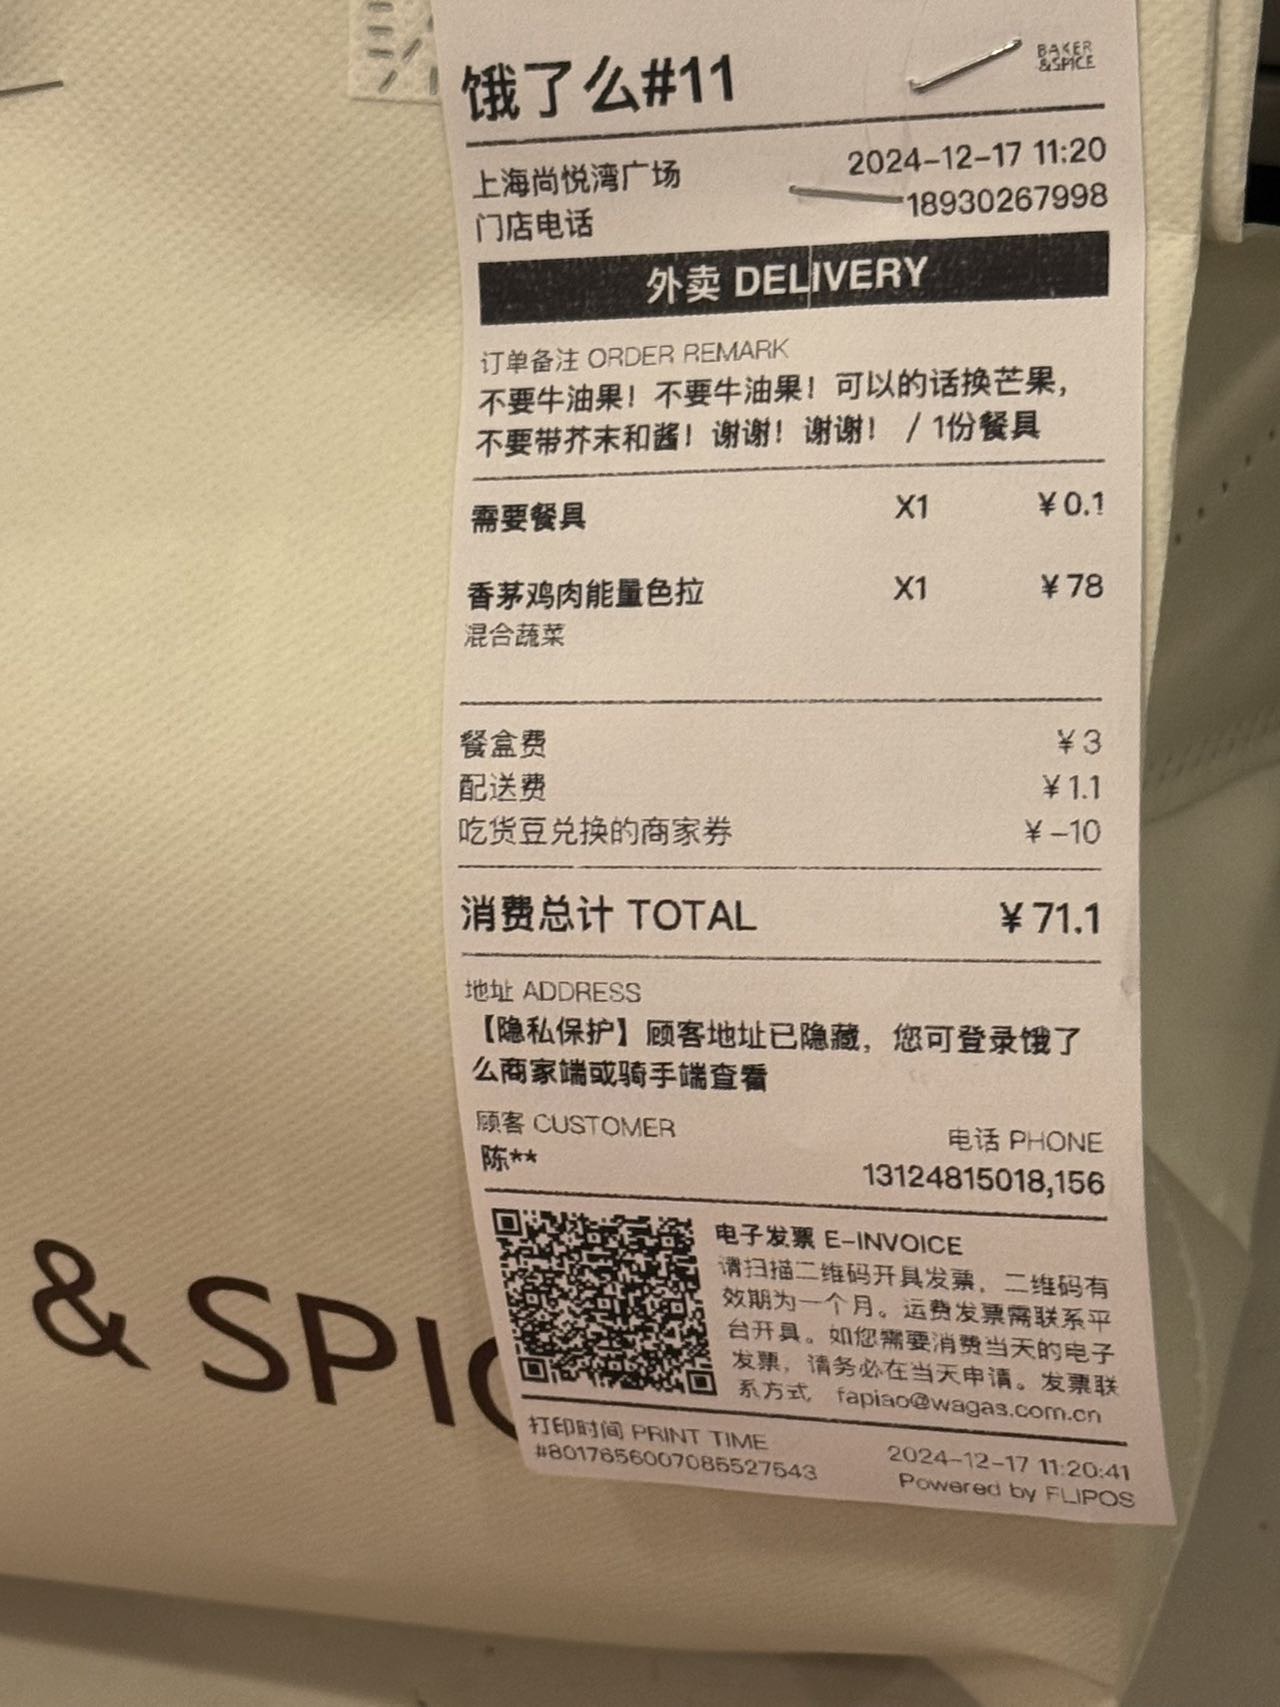 饿了么#11
BAKER
&SPICE
上海尚悦湾广场 2024-12-17 11:20
门店电话 18930267998
外卖 DELIVERY
订单备注 ORDER REMARK
不要牛油果！不要牛油果！可以的话换芒果，
不要带芥末和酱！谢谢！谢谢！ / 1份餐具
需要餐具 X1 ￥0.1
香茅鸡肉能量色拉 X1 ￥78
混合蔬菜
餐盒费 ￥3
配送费 ￥1.1
吃货豆兑换的商家券 ￥-10
消费总计 TOTAL ￥71.1
地址 ADDRESS
【隐私保护】顾客地址已隐藏，您可登录饿了
么商家端或骑手端查看
顾客 CUSTOMER 电话 PHONE
陈** 13124815018,156
电子发票 E-INVOICE
请扫描二维码开具发票，二维码有
效期为一个月。运费发票需联系平
台开具。如您需要消费当天的电子
发票，请务必在当天申请。发票联
系方式 fapiao@wagas.com.cn
打印时间 PRINT TIME 2024-12-17 11:20:41
#8017656007085527543 Powered by FLIPOS
& SPIC